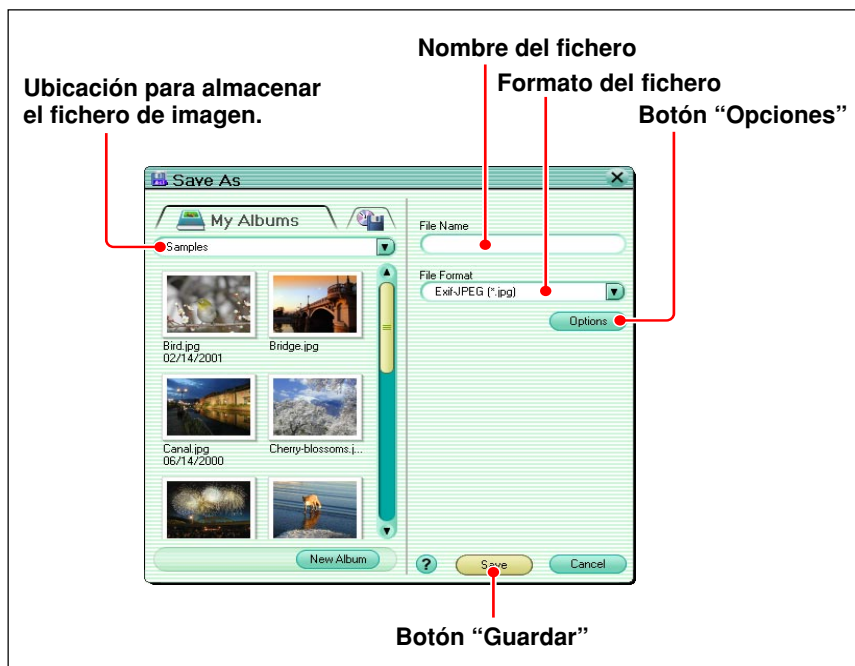 Nombre del fichero
Formato del fichero
Ubicación para almacenar
el fichero de imagen.
Botón “Opciones”
Save As
My Albums
Samples
File Name
File Format
Exif-JPEG (*.jpg)
Options
Bird.jpg
02/14/2001
Bridge.jpg
Canal.jpg
06/14/2000
Cherry-blossoms.j...
New Album
?
Save
Cancel
Botón “Guardar”